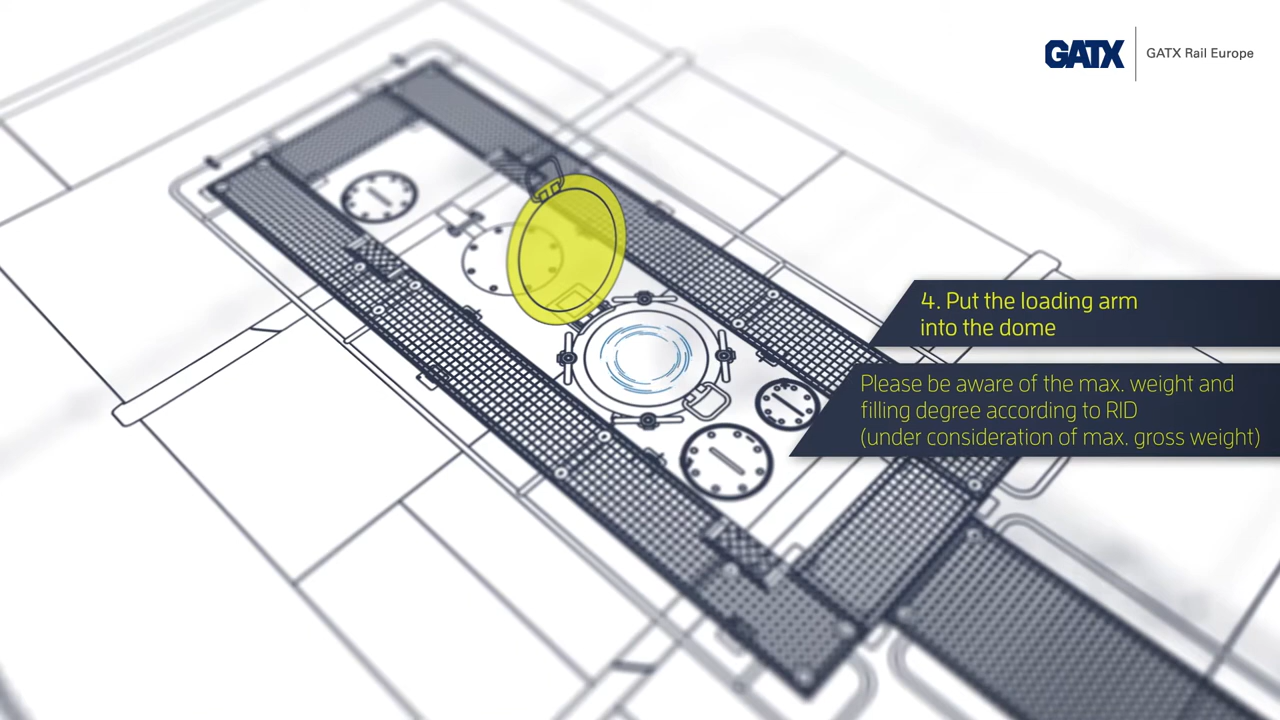 GATX
GATX Rail Europe
4. Put the loading arm
into the dome
Please be aware of the max. weight and
filling degree according to RID
(under consideration of max. gross weight)